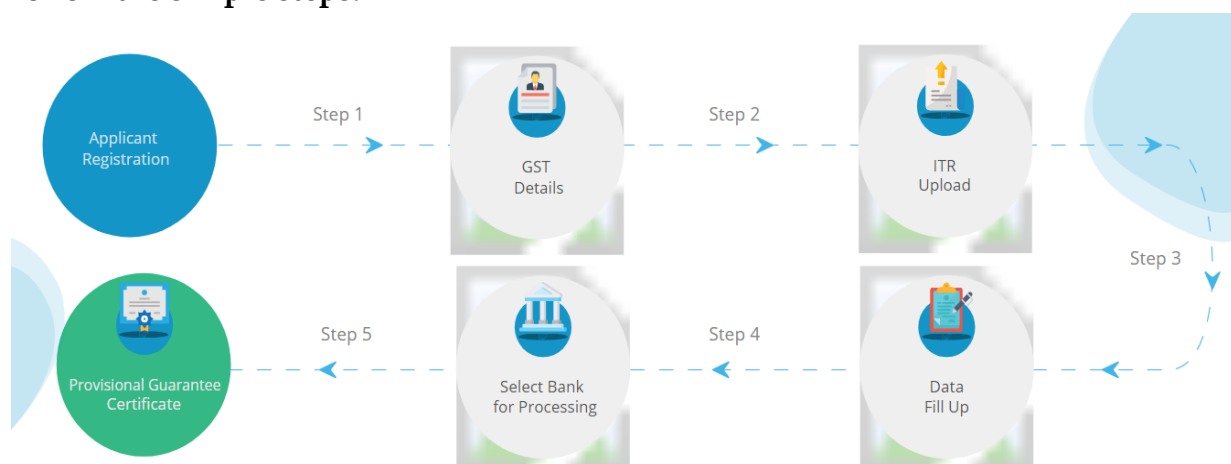 Step 1
Step 2
Applicant
Registration
GST
Details
ITR
Upload
Step 3
Step 5
Step 4
Provisional Guarantee
Certificate
Select Bank
for Processing
Data
Fill Up